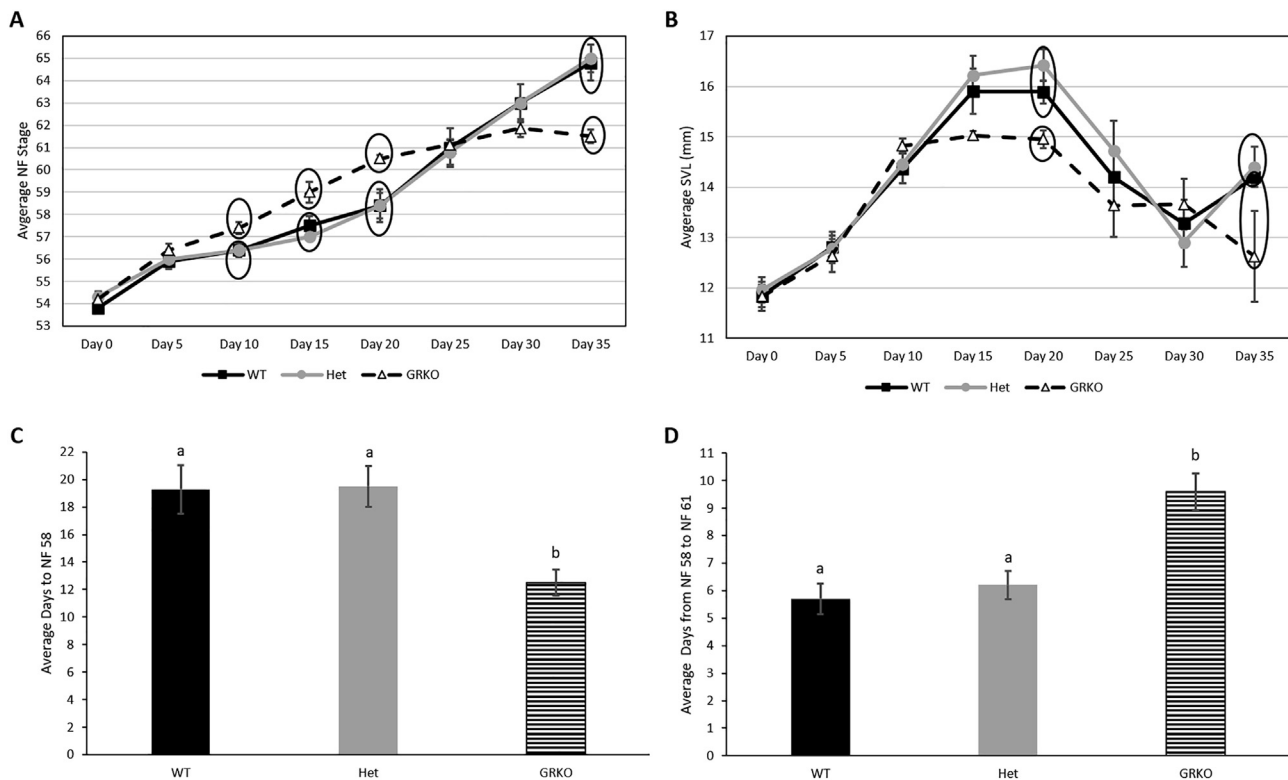 A
Avgerage NF Stage
66
65
64
63
62
61
60
59
58
57
56
55
54
53
Day 0 Day 5 Day 10 Day 15 Day 20 Day 25 Day 30 Day 35
WT Het GRKO
B
Avgerage SVL (mm)
17
16
15
14
13
12
11
Day 0 Day 5 Day 10 Day 15 Day 20 Day 25 Day 30 Day 35
WT Het GRKO
C
Average Days to NF 58
22
20
18
16
14
12
10
8
6
4
2
0
a a b
WT Het GRKO
D
Average Days from NF 58 to NF 61
11
10
9
8
7
6
5
4
3
2
1
0
a a b
WT Het GRKO